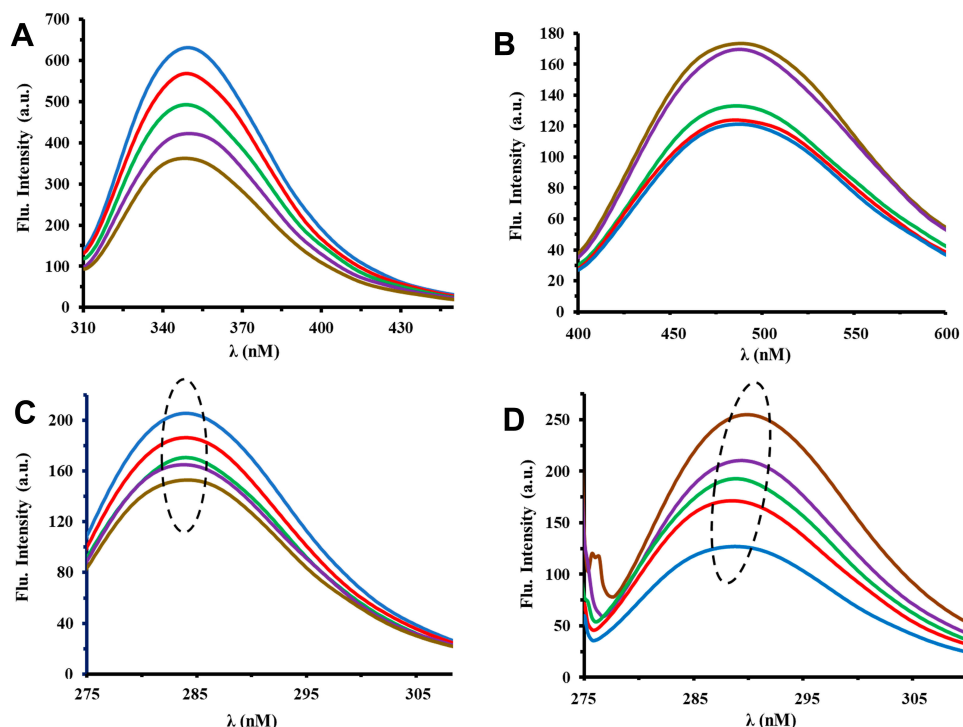 A
Flu. Intensity (a.u.)
700
600
500
400
300
200
100
0
310 340 370 400 430
λ (nM)
B
Flu. Intensity (a.u.)
180
160
140
120
100
80
60
40
20
0
400 450 500 550 600
λ (nM)
C
Flu. Intensity (a.u.)
200
160
120
80
40
0
275 285 295 305
λ (nM)
D
Flu. Intensity (a.u.)
250
200
150
100
50
0
275 285 295 305
λ (nM)